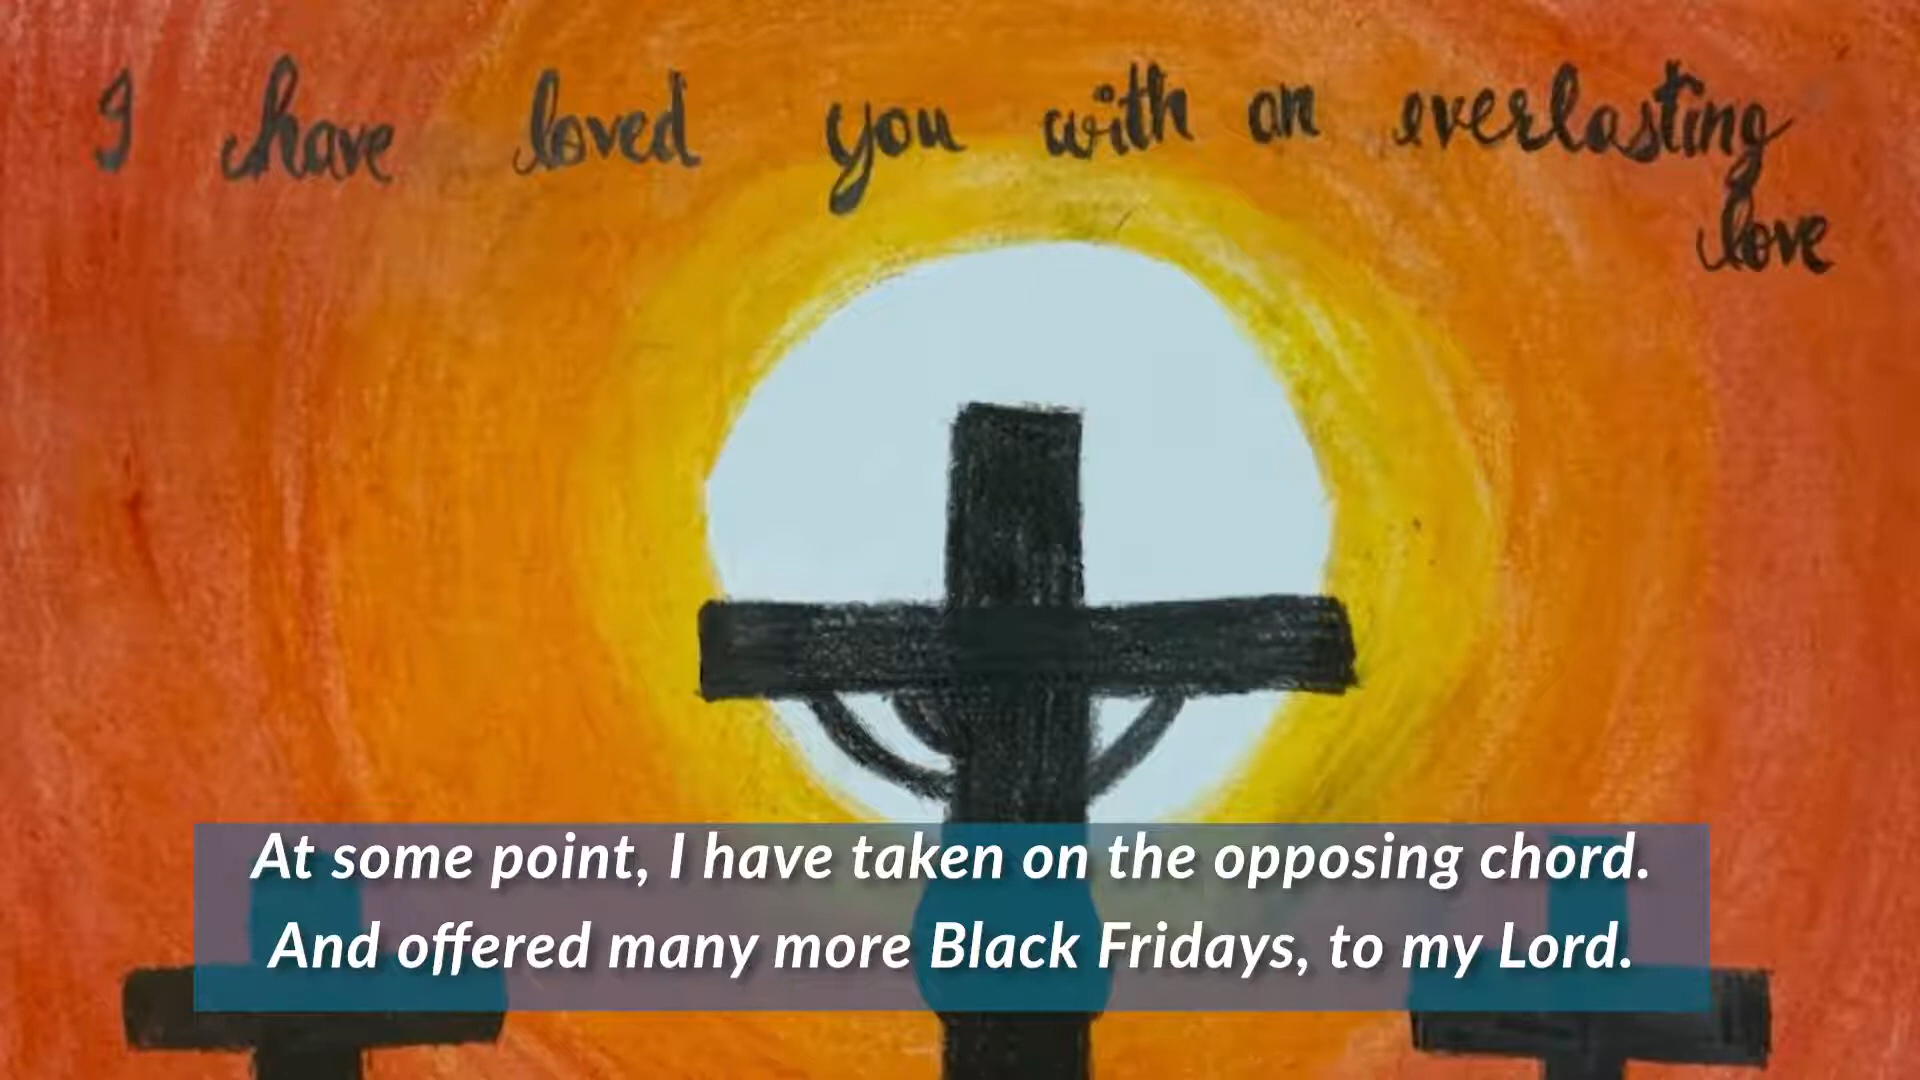 I have loved you with an everlasting
love
At some point, I have taken on the opposing chord.
And offered many more Black Fridays, to my Lord.